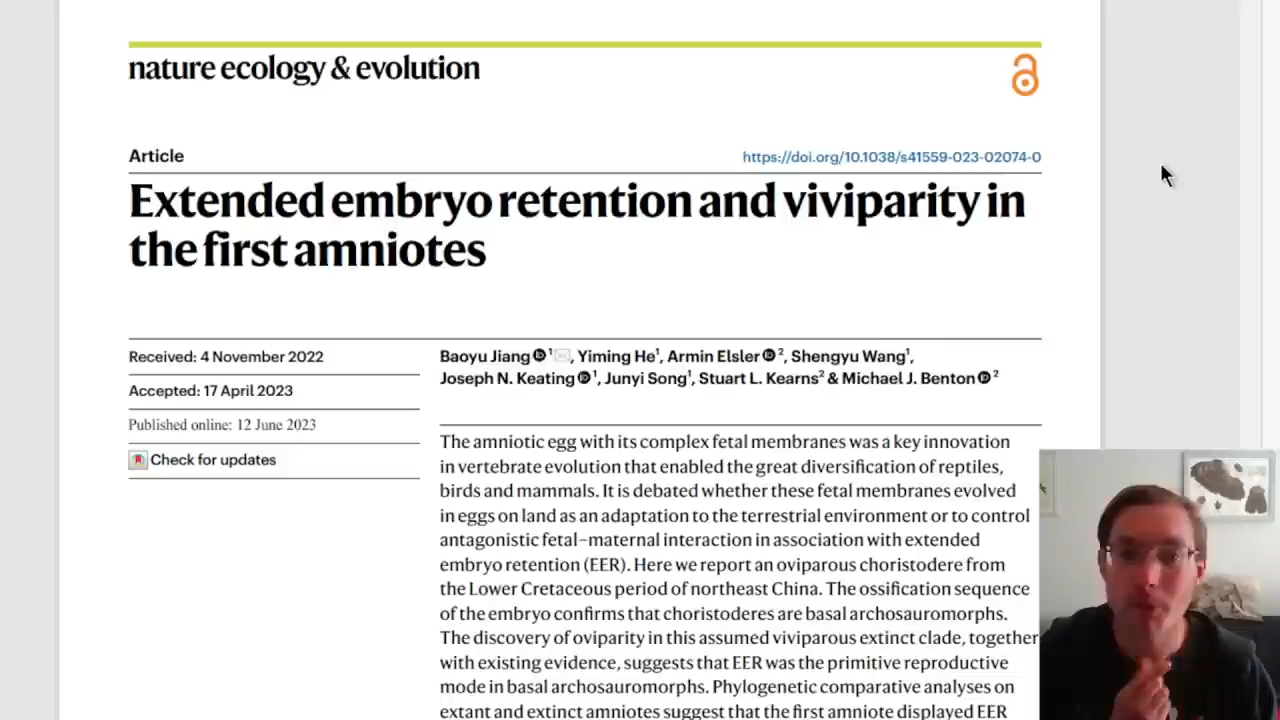 nature ecology & evolution
Article
https://doi.org/10.1038/s41559-023-02074-0
Extended embryo retention and viviparity in
the first amniotes
Received: 4 November 2022
Accepted: 17 April 2023
Published online: 12 June 2023
Check for updates
Baoyu Jiang 1, Yiming He1, Armin Elsler 2, Shengyu Wang1,
Joseph N. Keating 1, Junyi Song1, Stuart L. Kearns2 & Michael J. Benton 2
The amniotic egg with its complex fetal membranes was a key innovation
in vertebrate evolution that enabled the great diversification of reptiles,
birds and mammals. It is debated whether these fetal membranes evolved
in eggs on land as an adaptation to the terrestrial environment or to control
antagonistic fetal–maternal interaction in association with extended
embryo retention (EER). Here we report an oviparous choristodere from
the Lower Cretaceous period of northeast China. The ossification sequence
of the embryo confirms that choristoderes are basal archosauromorphs.
The discovery of oviparity in this assumed viviparous extinct clade, together
with existing evidence, suggests that EER was the primitive reproductive
mode in basal archosauromorphs. Phylogenetic comparative analyses on
extant and extinct amniotes suggest that the first amniote displayed EER